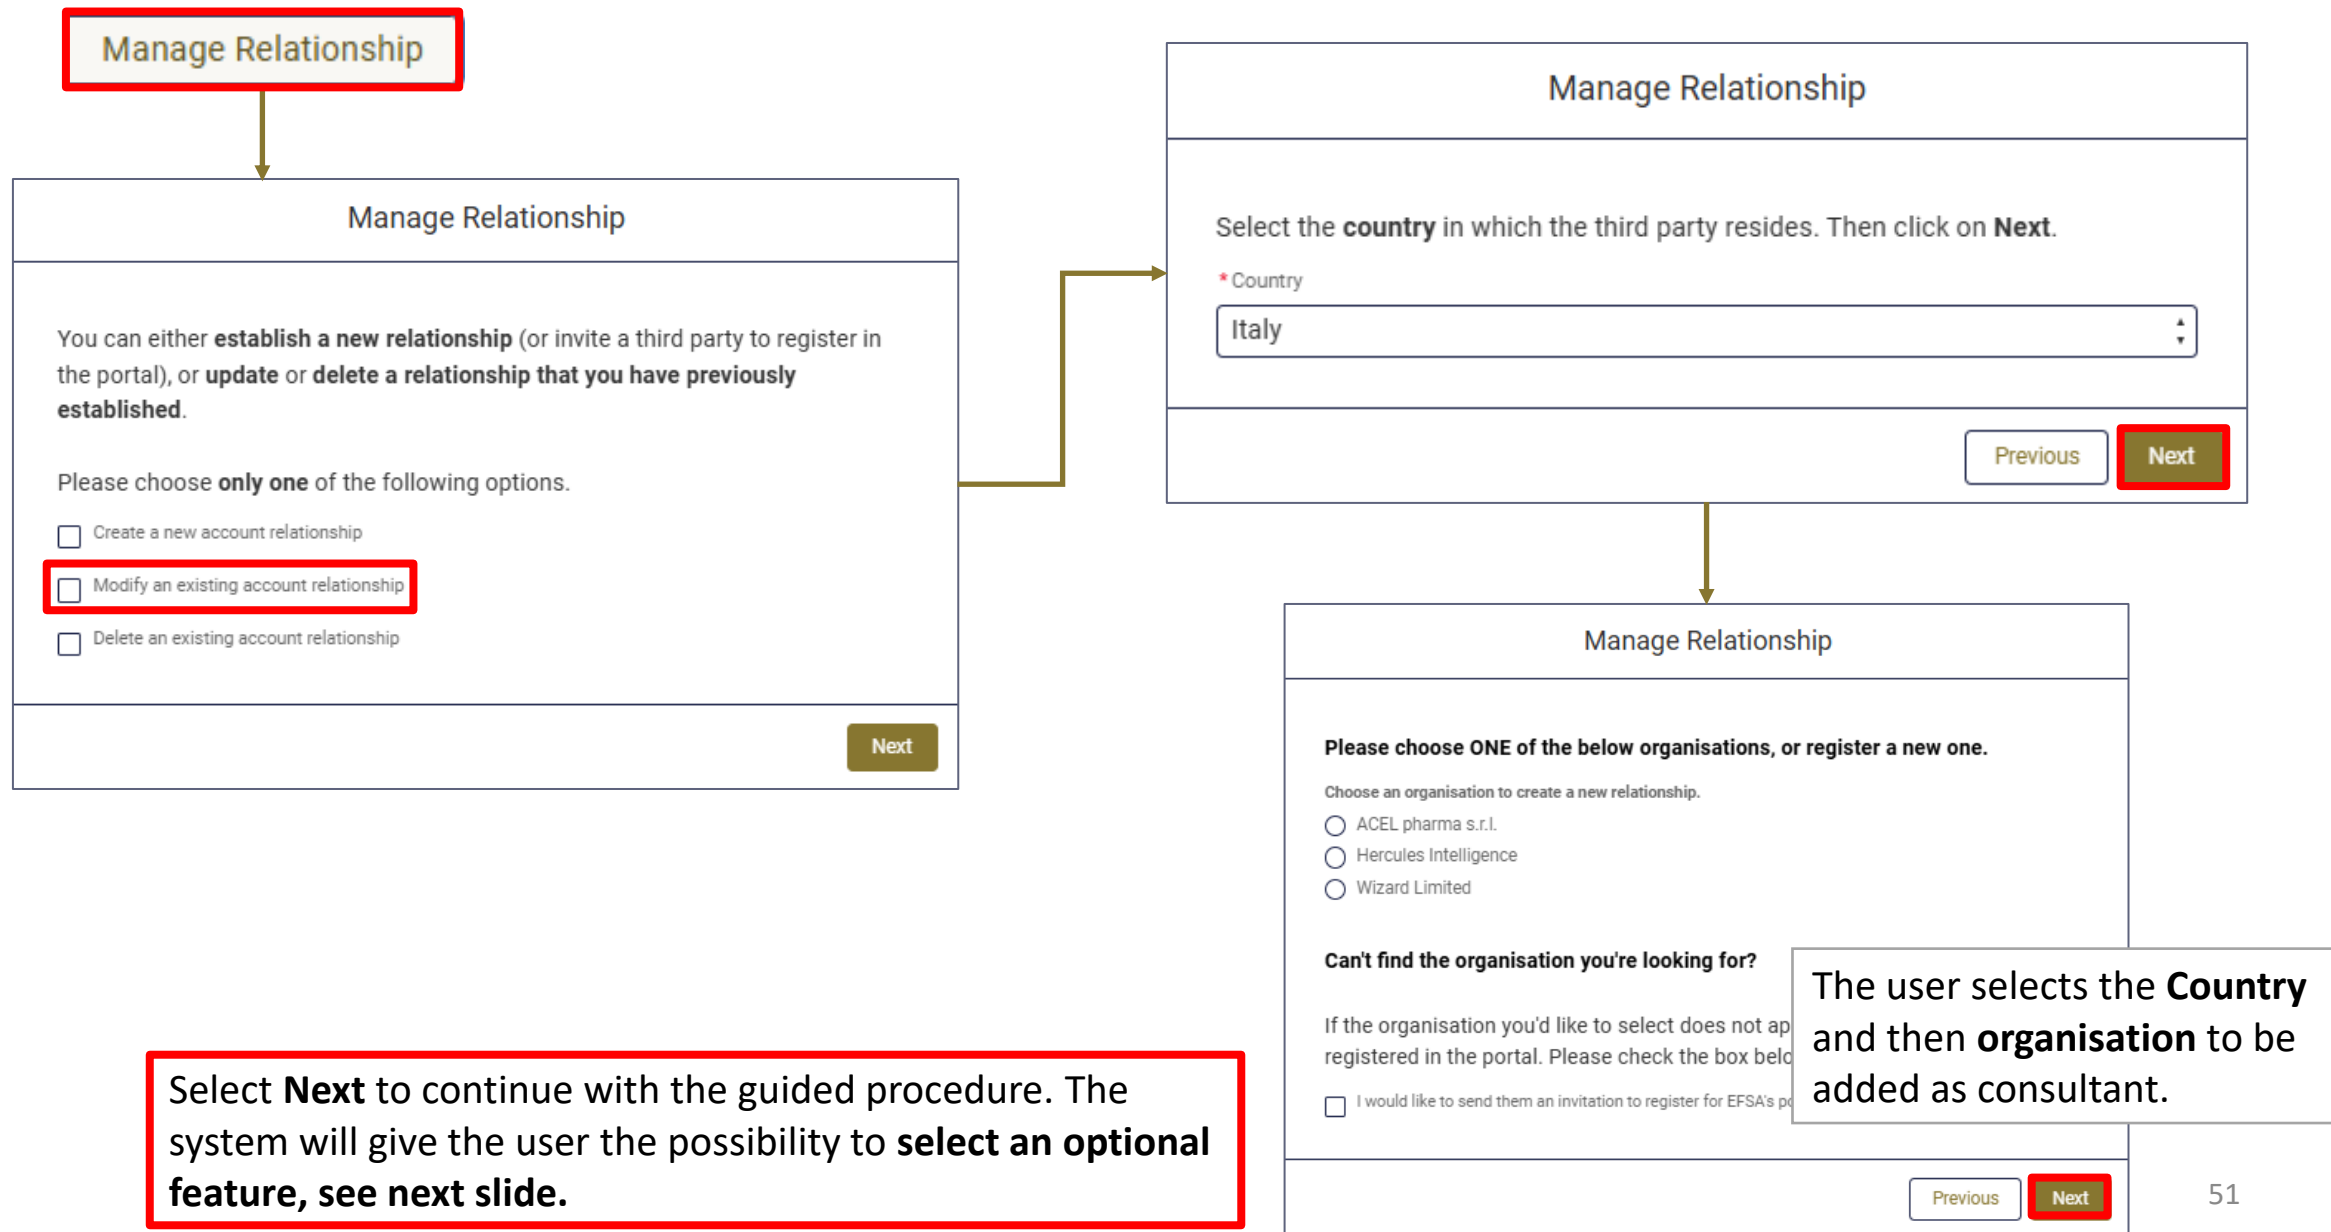 Manage Relationship
Manage Relationship
You can either establish a new relationship (or invite a third party to register in
the portal), or update or delete a relationship that you have previously
established.
Please choose only one of the following options.
Create a new account relationship
Modify an existing account relationship
Delete an existing account relationship
Next
Manage Relationship
Select the country in which the third party resides. Then click on Next.
*Country
Italy
Previous
Next
Manage Relationship
Please choose ONE of the below organisations, or register a new one.
Choose an organisation to create a new relationship.
ACEL pharma s.r.l.
Hercules Intelligence
Wizard Limited
Can't find the organisation you're looking for?
If the organisation you'd like to select does not
registered in the portal. Please check the box
I would like to send them an invitation to register for EFSA's
Previous
Next
The user selects the Country
and then organisation to be
added as consultant.
Select Next to continue with the guided procedure. The
system will give the user the possibility to select an optional
feature, see next slide.
51